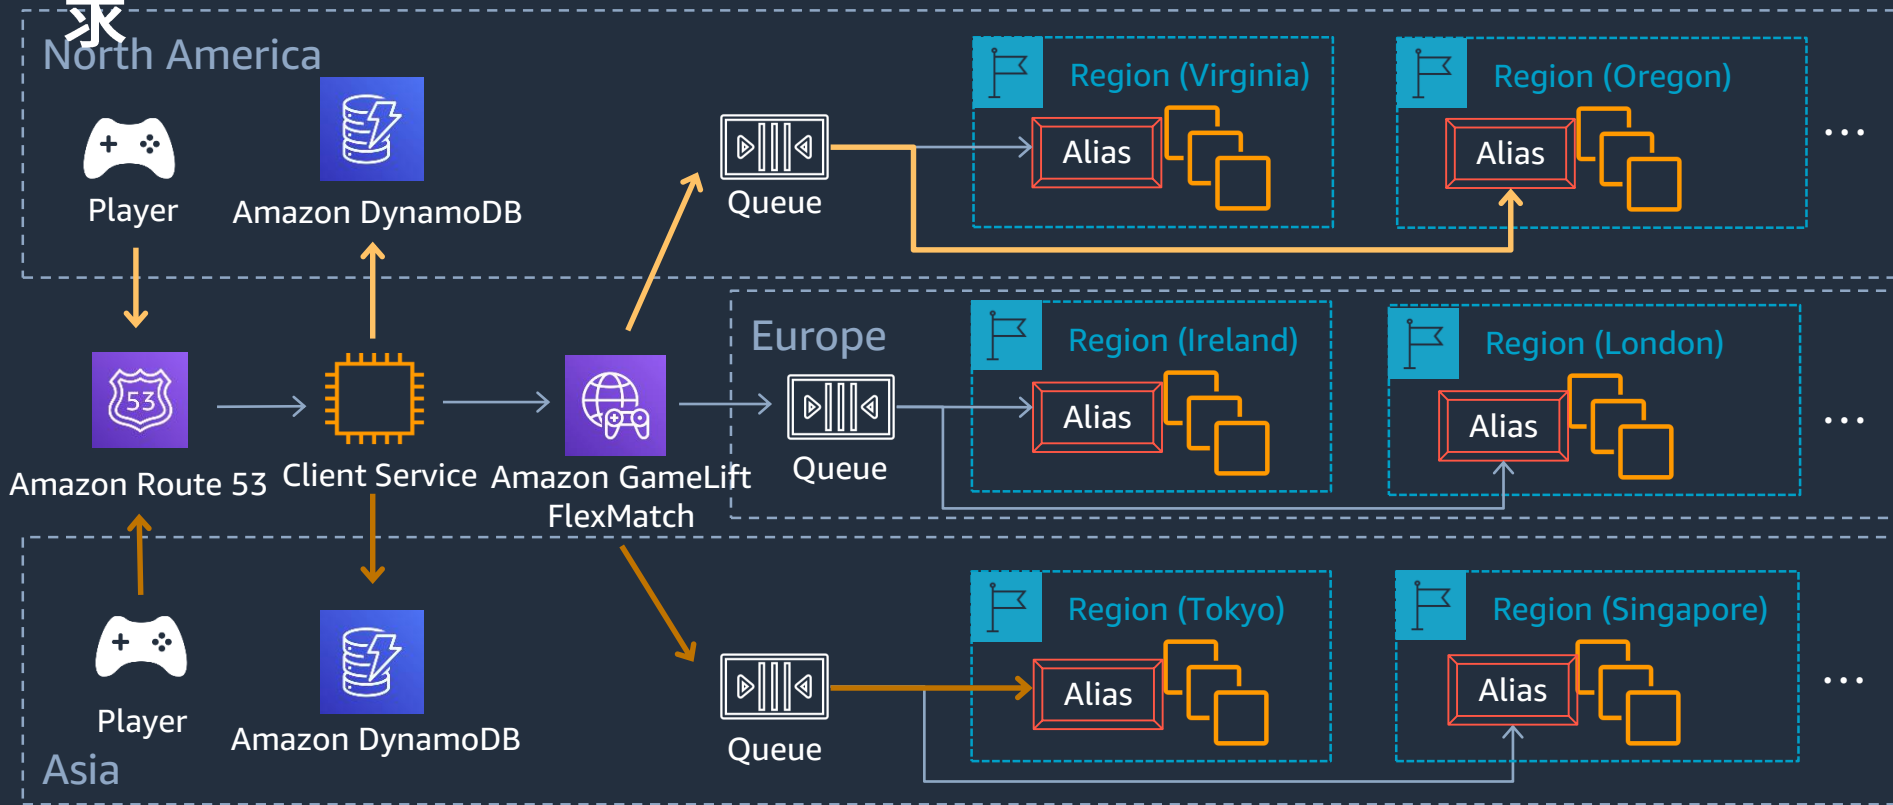 North America
Region (Virginia)
Region (Oregon)
Alias
Alias
...
Player
Amazon DynamoDB
Queue
Europe
Region (Ireland)
Region (London)
53
Alias
Alias
...
Amazon Route 53
Client Service
Amazon GameLift
FlexMatch
Queue
Region (Tokyo)
Region (Singapore)
Alias
Alias
...
Player
Amazon DynamoDB
Queue
Asia